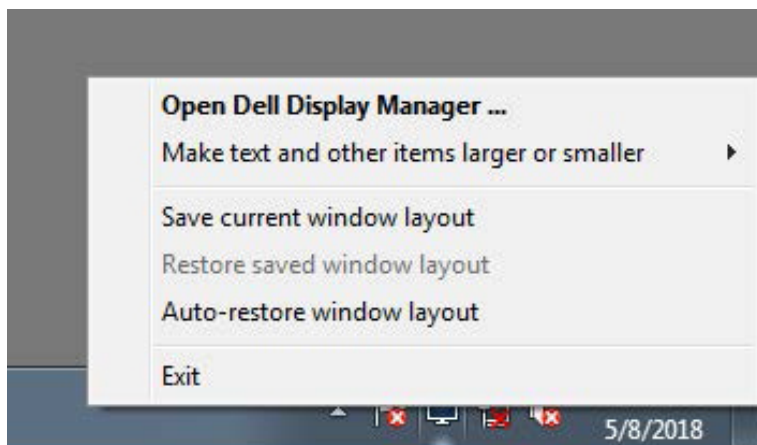 Open Dell Display Manager ...
Make text and other items larger or smaller
Save current window layout
Restore saved window layout
Auto-restore window layout
Exit
5/8/2018